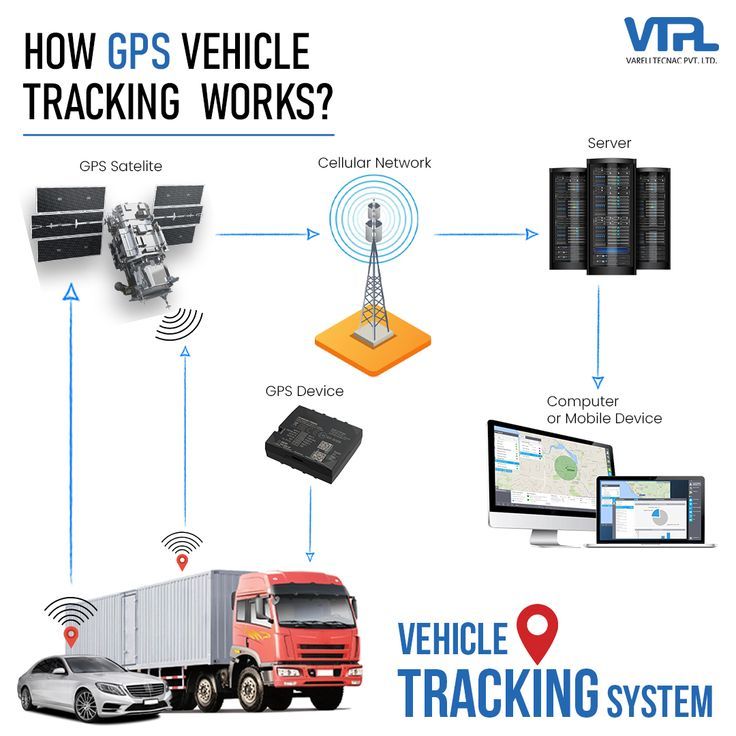 HOW GPS VEHICLE
TRACKING WORKS?
VTPL
VARELI TECNAC PVT. LTD.
GPS Satelite
Cellular Network
Server
GPS Device
Computer
or Mobile Device
VEHICLE
TRACKING SYSTEM